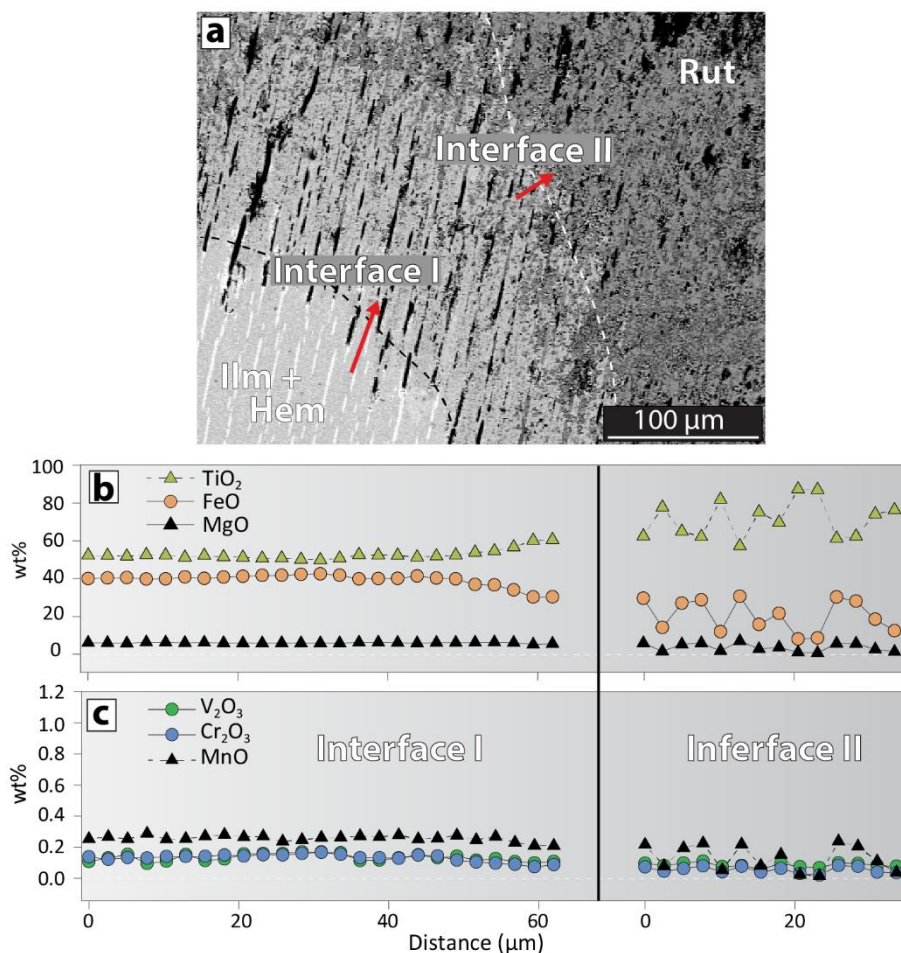 a
Rut
Interface II
Interface I
Ilm +
Hem
100 µm
b
TiO2
FeO
MgO
wt%
100
80
60
40
20
0
c
V2O3
Cr2O3
MnO
Interface I
Inferface II
wt%
1.2
1.0
0.8
0.6
0.4
0.2
0.0
0 20 40 60 0 20
Distance (µm)